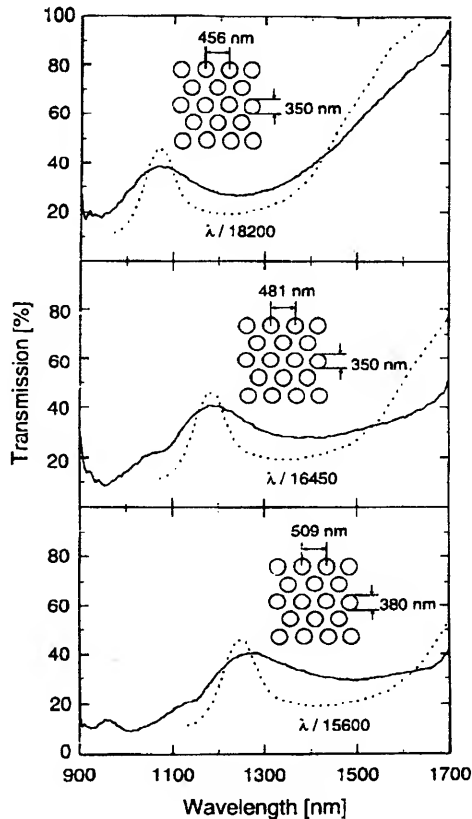 100
80
60
40
20
456 nm
350 nm
λ / 18200
80
60
40
20
481 nm
350 nm
λ / 16450
80
60
40
20
0
509 nm
380 nm
λ / 15600
Transmission [%]
900
1100
1300
1500
1700
Wavelength [nm]